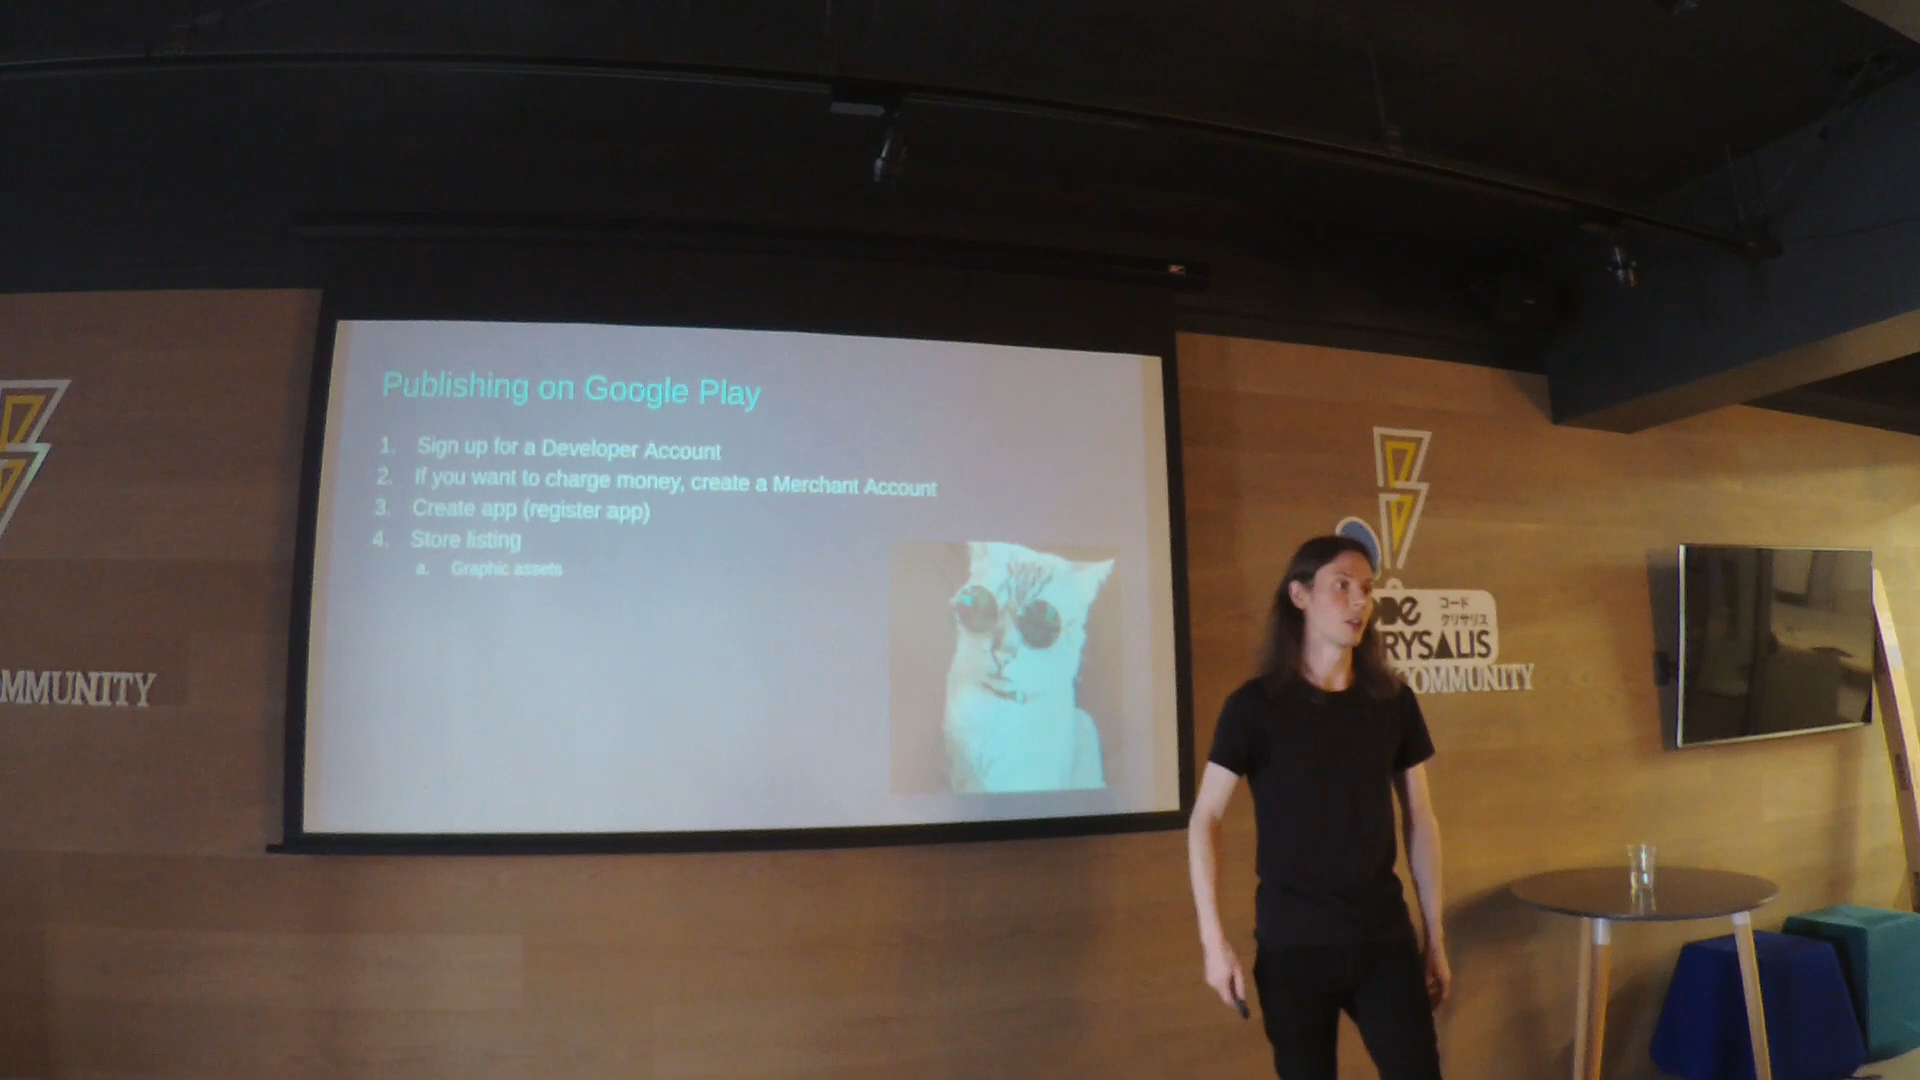 Publishing on Google Play
1. Sign up for a Developer Account
2. If you want to charge money, create a Merchant Account
3. Create app (register app)
4. Store listing
a. Graphic assets
MMUNITY
ODE
コード
クリサリス
RYSALIS
COMMUNITY